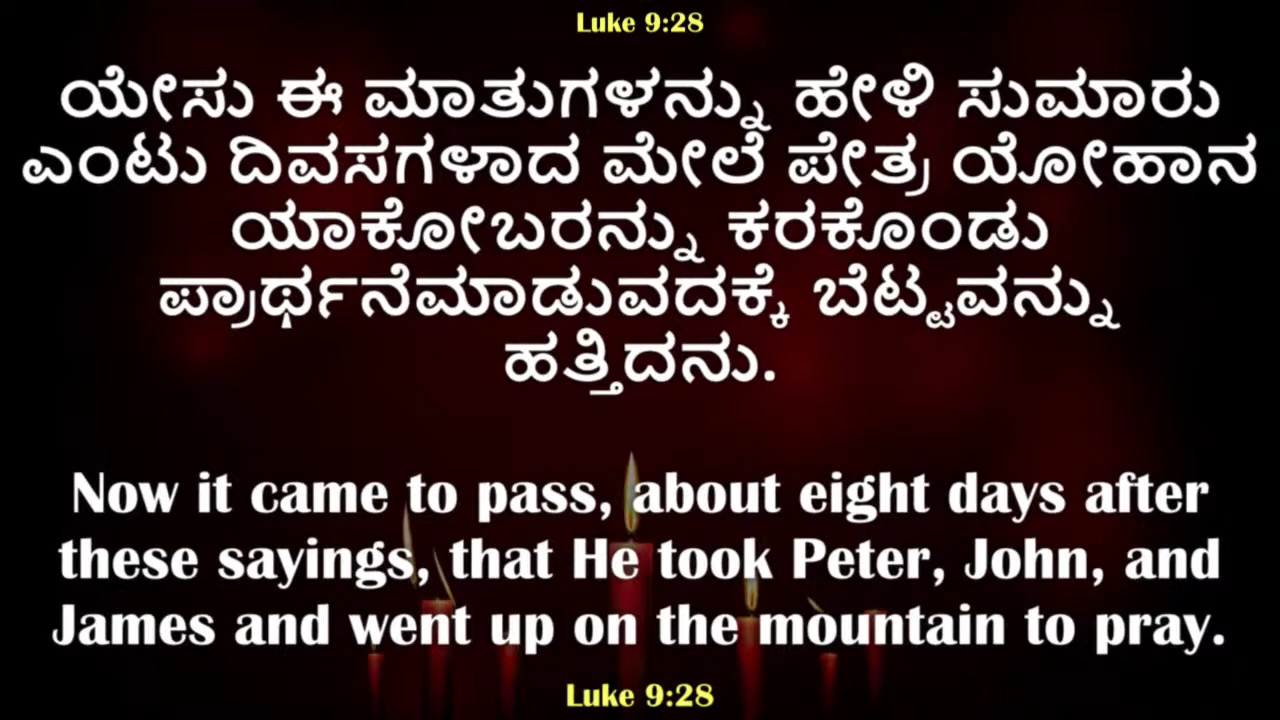 Luke 9:28
ಯೇಸು ಈ ಮಾತುಗಳನ್ನು ಹೇಳಿ ಸುಮಾರು
ಎಂಟು ದಿವಸಗಳಾದ ಮೇಲೆ ಪೇತ್ರ ಯೋಹಾನ
ಯಾಕೋಬರನ್ನು ಕರಕೊಂಡು
ಪ್ರಾರ್ಥನೆಮಾಡುವದಕ್ಕೆ ಬೆಟ್ಟವನ್ನು
ಹತ್ತಿದನು.
Now it came to pass, about eight days after
these sayings, that He took Peter, John, and
James and went up on the mountain to pray.
Luke 9:28